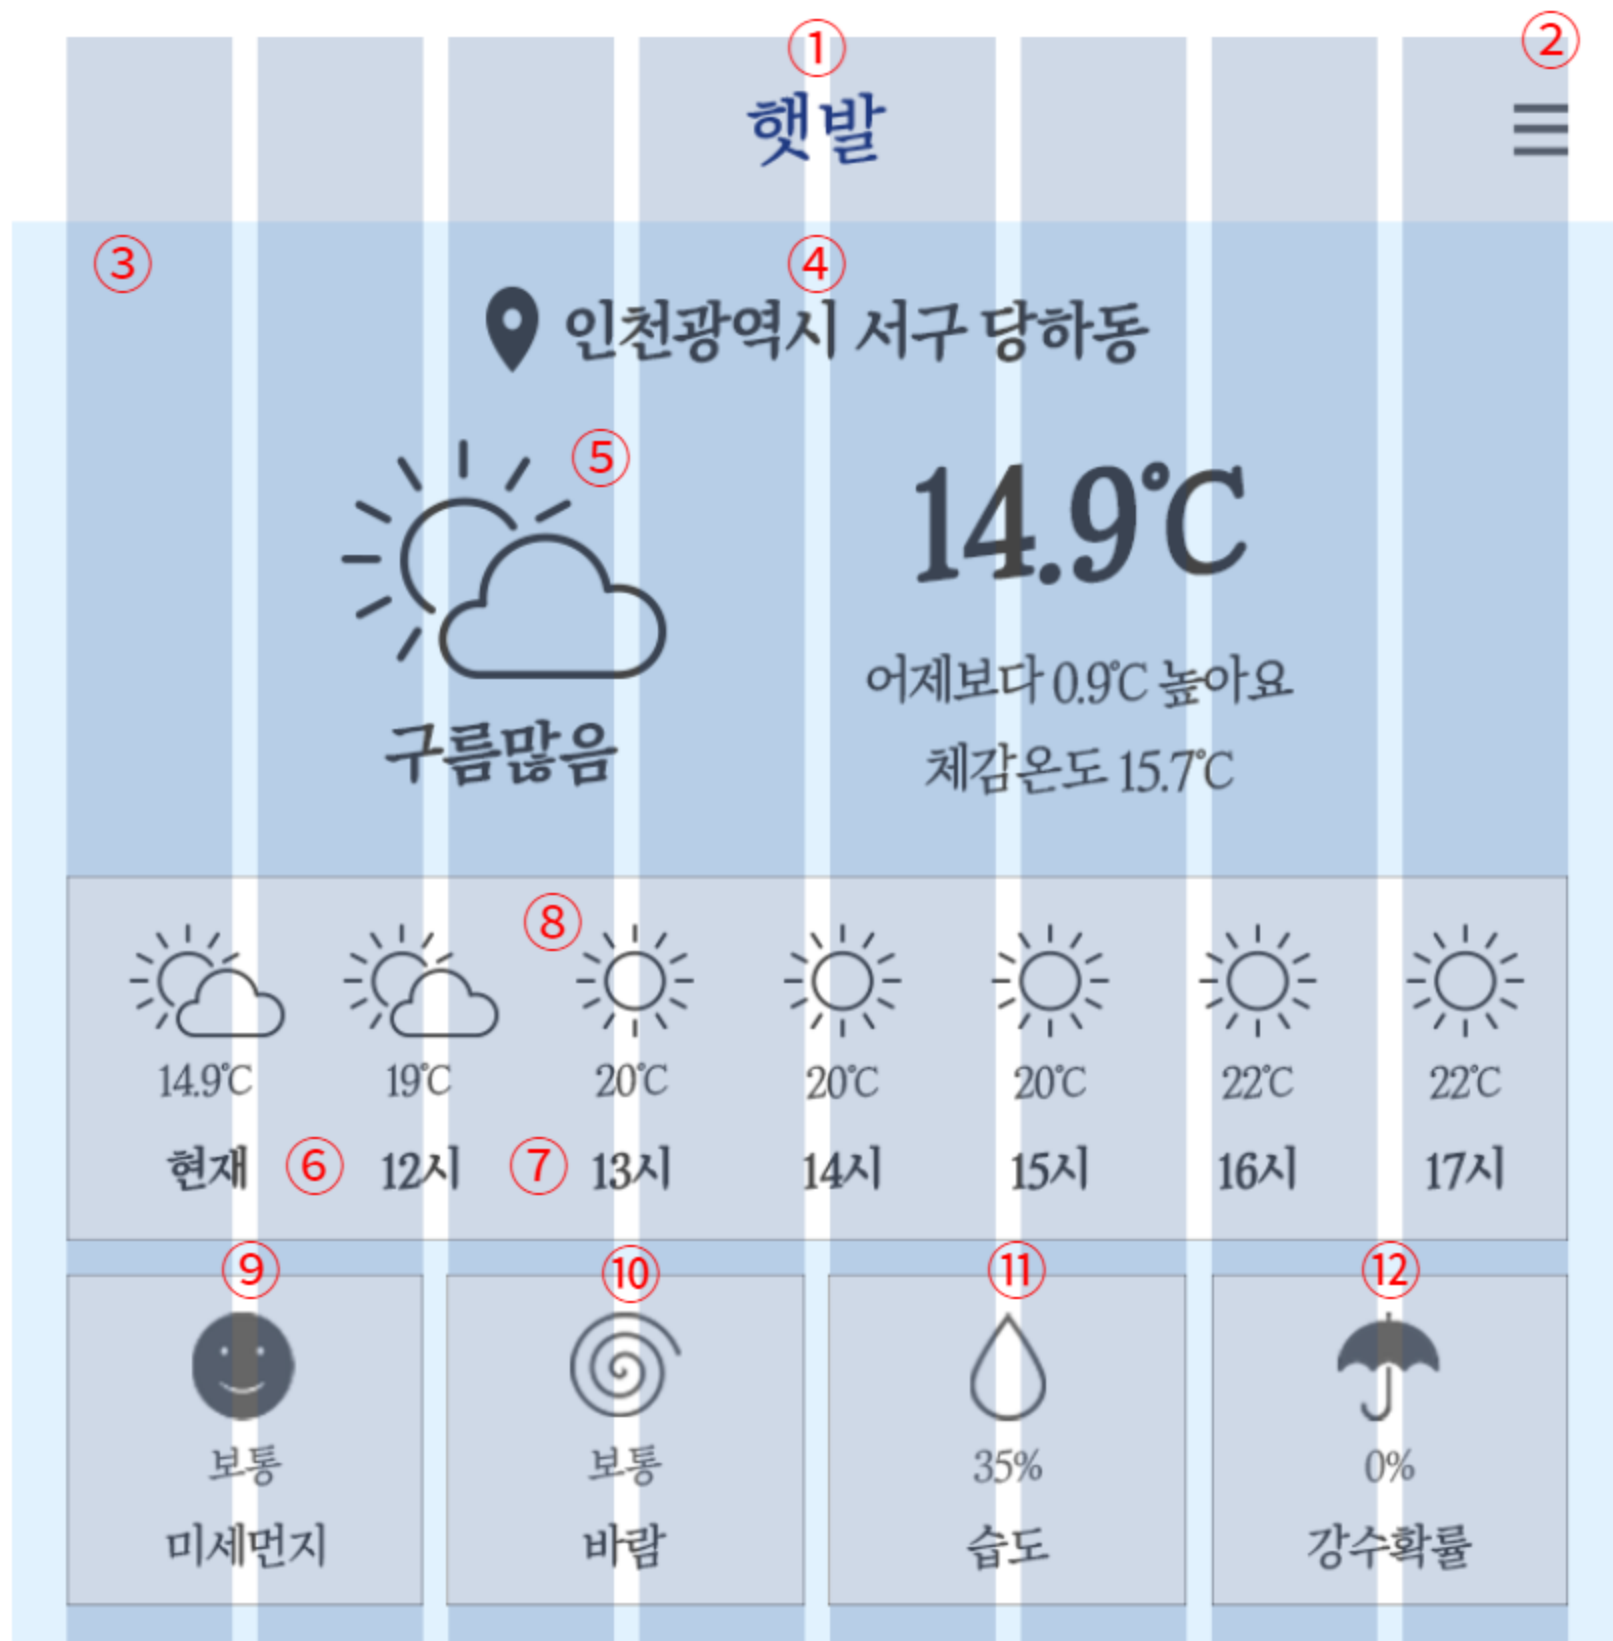 ①
②
햇발
③
④
인천광역시 서구 당하동
⑤
14.9℃
어제보다 0.9℃ 높아요
구름많음
체감온도 15.7℃
⑧
14.9℃ 19℃ 20℃ 20℃ 20℃ 22℃ 22℃
현재 ⑥ 12시 ⑦ 13시 14시 15시 16시 17시
⑨ ⑩ ⑪ ⑫
보통 보통 35% 0%
미세먼지 바람 습도 강수확률